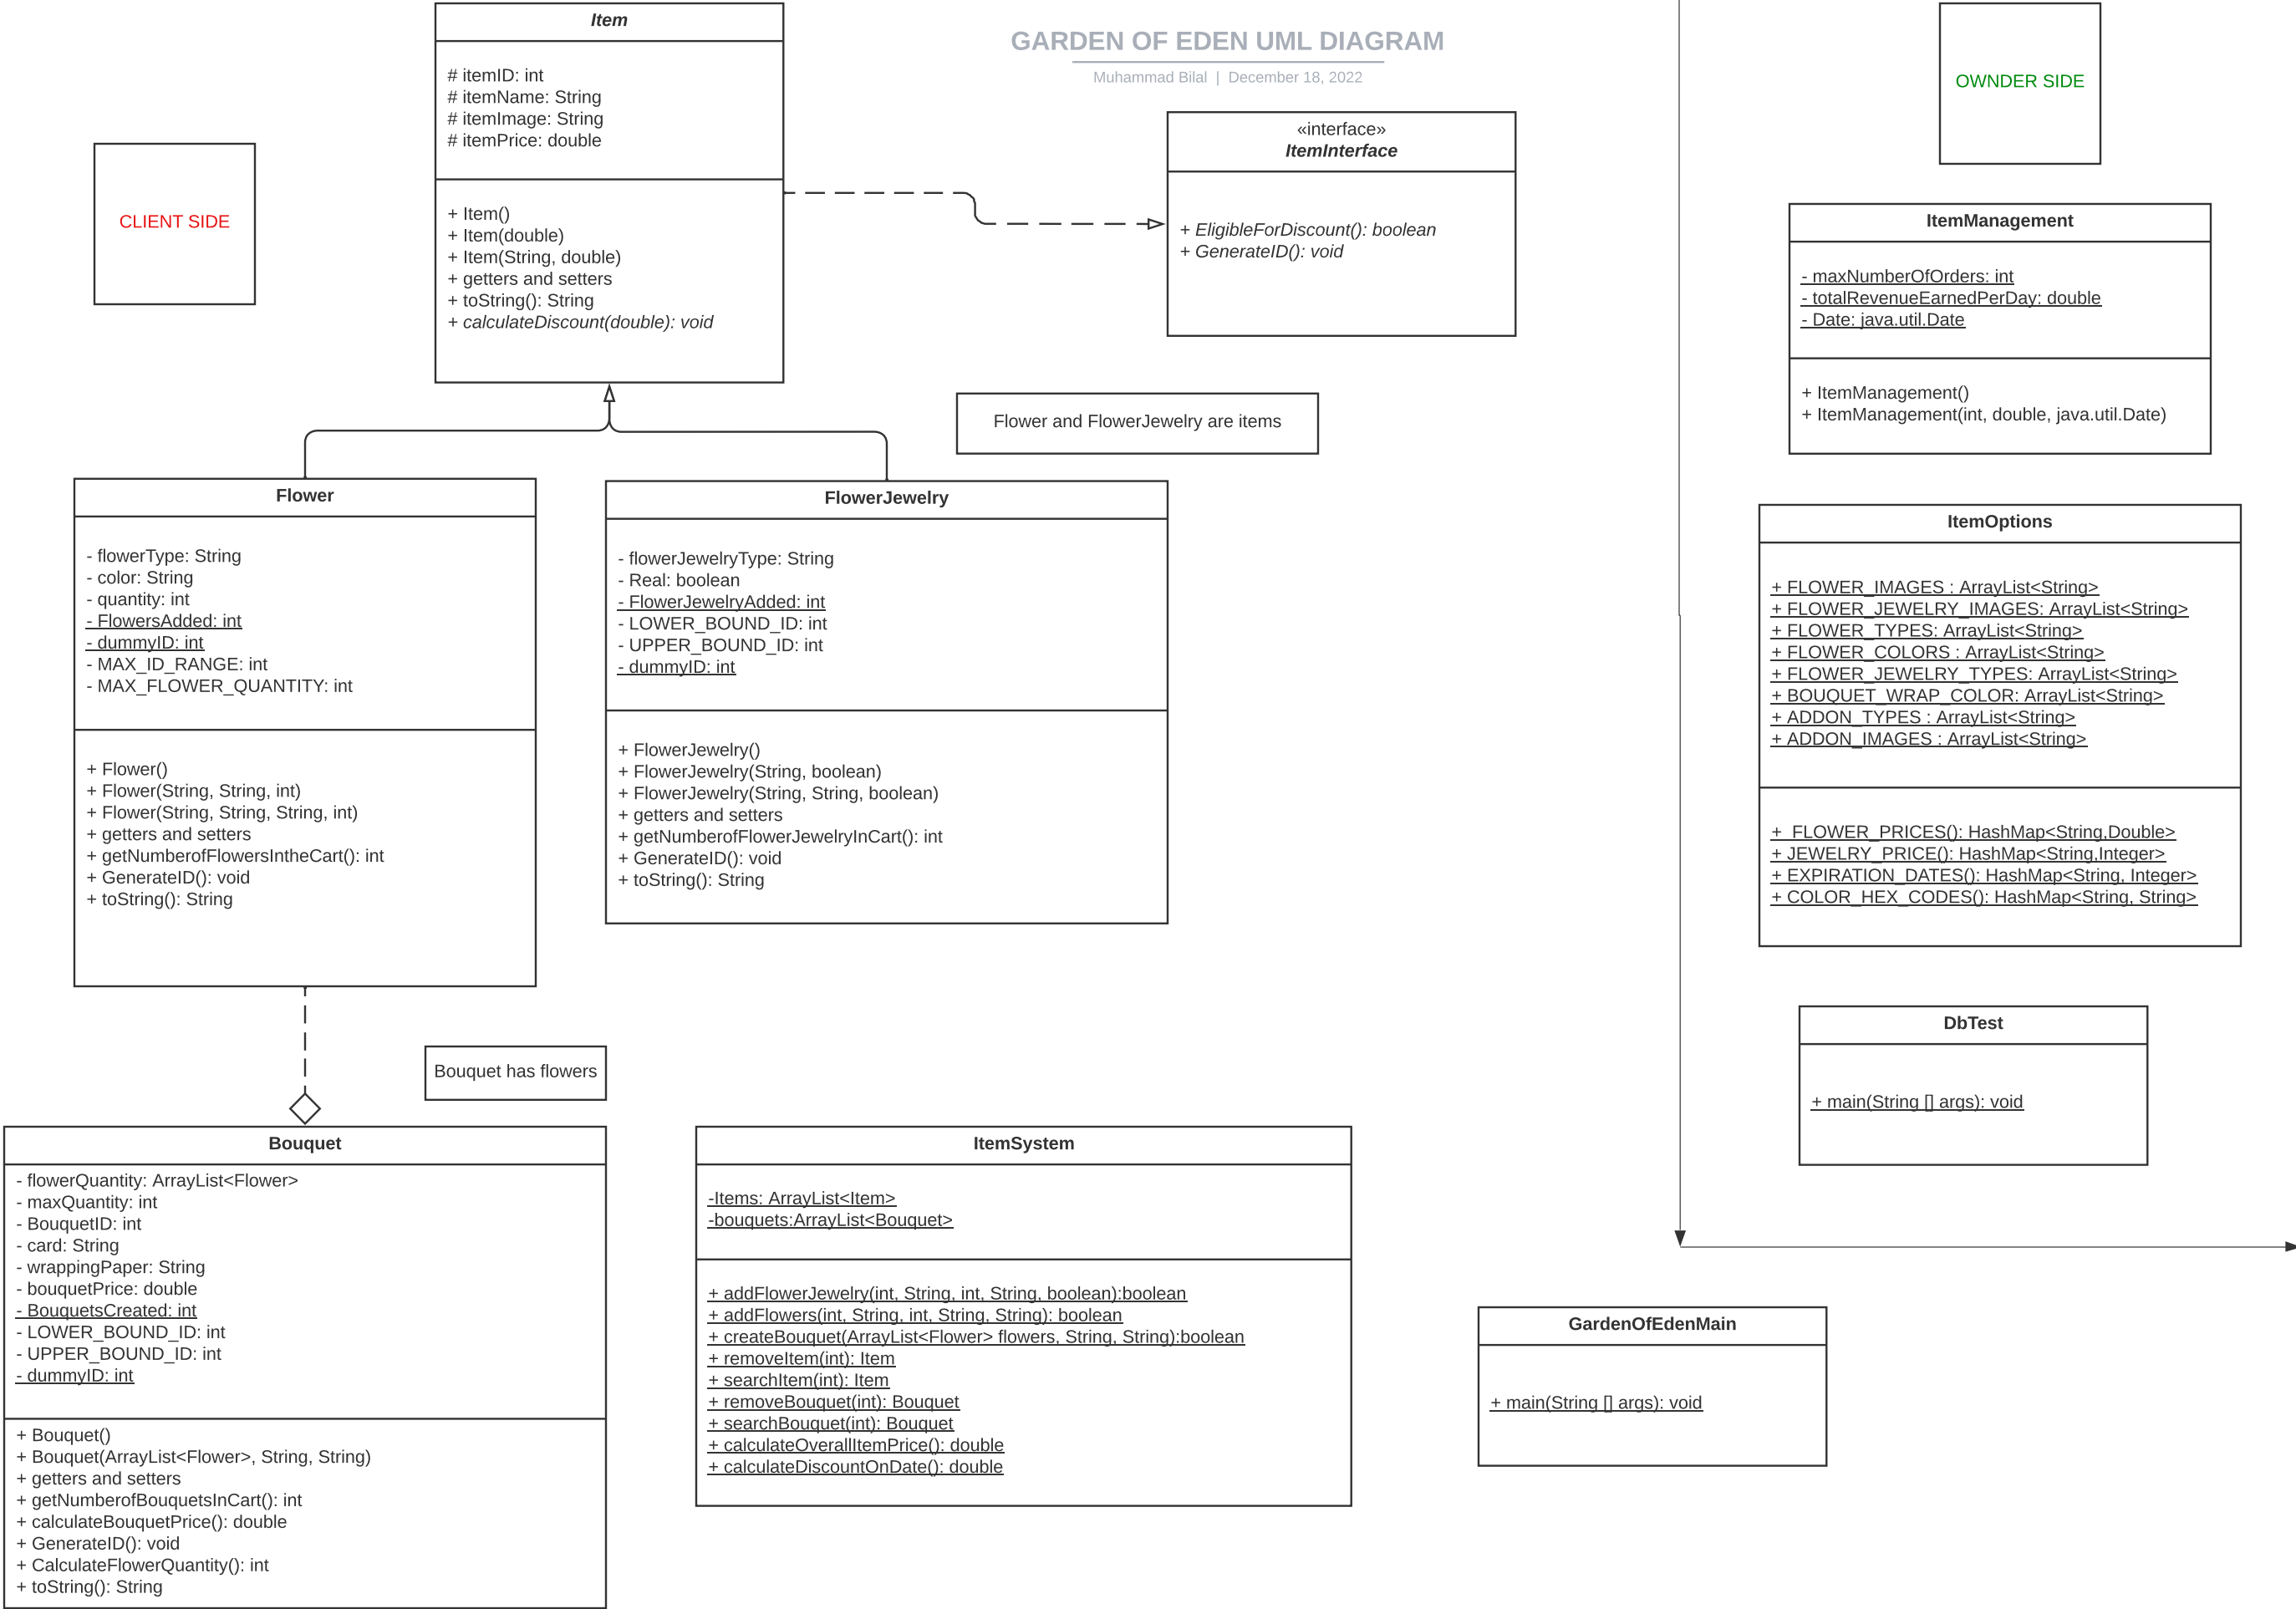 GARDEN OF EDEN UML DIAGRAM
Muhammad Bilal | December 18, 2022
CLIENT SIDE
Item
# itemID: int
# itemName: String
# itemImage: String
# itemPrice: double
+ Item()
+ Item(double)
+ Item(String, double)
+ getters and setters
+ toString(): String
+ calculateDiscount(double): void
«interface»
ItemInterface
+ EligibleForDiscount(): boolean
+ GenerateID(): void
Flower and FlowerJewelry are items
Flower
- flowerType: String
- color: String
- quantity: int
- FlowersAdded: int
- dummyID: int
- MAX_ID_RANGE: int
- MAX_FLOWER_QUANTITY: int
+ Flower()
+ Flower(String, String, int)
+ Flower(String, String, String, int)
+ getters and setters
+ getNumberofFlowersIntheCart(): int
+ GenerateID(): void
+ toString(): String
FlowerJewelry
- flowerJewelryType: String
- Real: boolean
- FlowerJewelryAdded: int
- LOWER_BOUND_ID: int
- UPPER_BOUND_ID: int
- dummyID: int
+ FlowerJewelry()
+ FlowerJewelry(String, boolean)
+ FlowerJewelry(String, String, boolean)
+ getters and setters
+ getNumberofFlowerJewelryInCart(): int
+ GenerateID(): void
+ toString(): String
Bouquet has flowers
Bouquet
- flowerQuantity: ArrayList<Flower>
- maxQuantity: int
- BouquetID: int
- card: String
- wrappingPaper: String
- bouquetPrice: double
- BouquetsCreated: int
- LOWER_BOUND_ID: int
- UPPER_BOUND_ID: int
- dummyID: int
+ Bouquet()
+ Bouquet(ArrayList<Flower>, String, String)
+ getters and setters
+ getNumberofBouquetsInCart(): int
+ calculateBouquetPrice(): double
+ GenerateID(): void
+ CalculateFlowerQuantity(): int
+ toString(): String
ItemSystem
-Items: ArrayList<Item>
-bouquets:ArrayList<Bouquet>
+ addFlowerJewelry(int, String, int, String, boolean):boolean
+ addFlowers(int, String, int, String, String): boolean
+ createBouquet(ArrayList<Flower> flowers, String, String):boolean
+ removeItem(int): Item
+ searchItem(int): Item
+ removeBouquet(int): Bouquet
+ searchBouquet(int): Bouquet
+ calculateOverallItemPrice(): double
+ calculateDiscountOnDate(): double
OWNDER SIDE
ItemManagement
- maxNumberOfOrders: int
- totalRevenueEarnedPerDay: double
- Date: java.util.Date
+ ItemManagement()
+ ItemManagement(int, double, java.util.Date)
ItemOptions
+ FLOWER_IMAGES : ArrayList<String>
+ FLOWER_JEWELRY_IMAGES: ArrayList<String>
+ FLOWER_TYPES: ArrayList<String>
+ FLOWER_COLORS : ArrayList<String>
+ FLOWER_JEWELRY_TYPES: ArrayList<String>
+ BOUQUET_WRAP_COLOR: ArrayList<String>
+ ADDON_TYPES : ArrayList<String>
+ ADDON_IMAGES : ArrayList<String>
+ FLOWER_PRICES(): HashMap<String,Double>
+ JEWELRY_PRICE(): HashMap<String,Integer>
+ EXPIRATION_DATES(): HashMap<String, Integer>
+ COLOR_HEX_CODES(): HashMap<String, String>
DbTest
+ main(String [] args): void
GardenOfEdenMain
+ main(String [] args): void